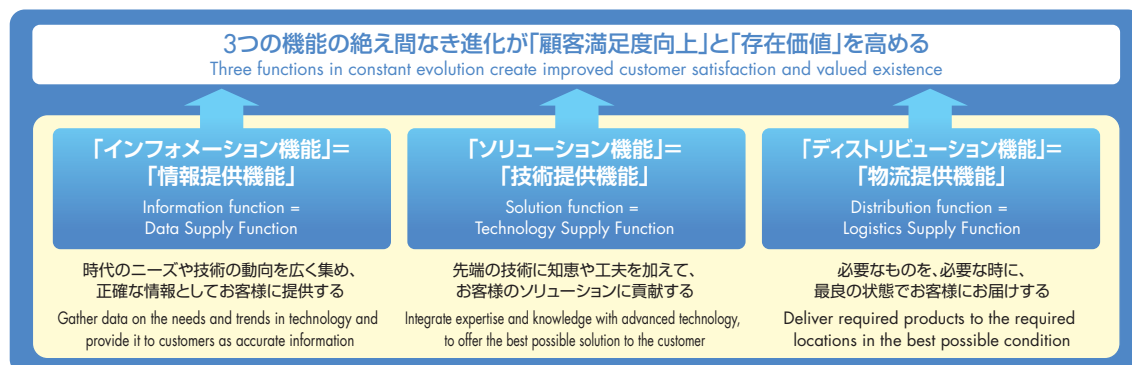 3つの機能の絶え間なき進化が「顧客満足度向上」と「存在価値」を高める
Three functions in constant evolution create improved customer satisfaction and valued existence
「インフォメーション機能」＝
「情報提供機能」
Information function =
Data Supply Function
時代のニーズや技術の動向を広く集め、
正確な情報としてお客様に提供する
Gather data on the needs and trends in technology and
provide it to customers as accurate information
「ソリューション機能」＝
「技術提供機能」
Solution function =
Technology Supply Function
先端の技術に知恵や工夫を加えて、
お客様のソリューションに貢献する
Integrate expertise and knowledge with advanced technology,
to offer the best possible solution to the customer
「ディストリビューション機能」＝
「物流提供機能」
Distribution function =
Logistics Supply Function
必要なものを、必要な時に、
最良の状態でお客様にお届けする
Deliver required products to the required
locations in the best possible condition